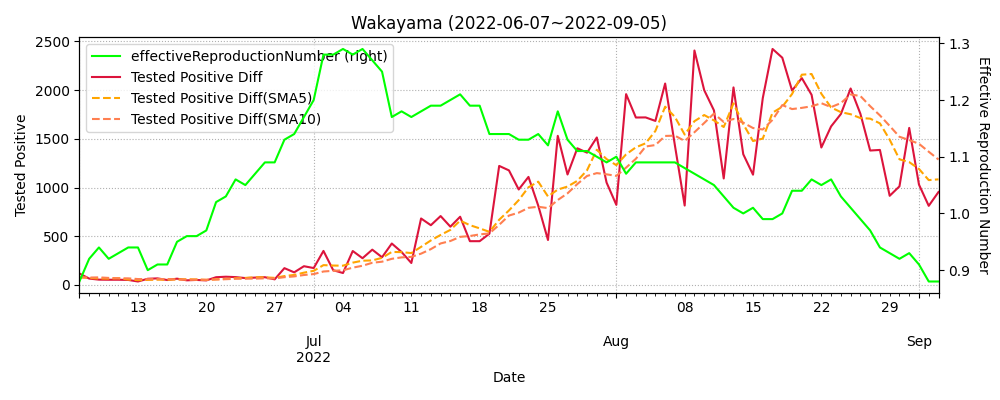 Wakayama (2022-06-07~2022-09-05)
effectiveReproductionNumber (right)
Tested Positive Diff
Tested Positive Diff(SMA5)
Tested Positive Diff(SMA10)
Tested Positive
2500
2000
1500
1000
500
0
1.3
1.2
1.1
1.0
0.9
Effective Reproduction Number
13 20 27 04 11 18 25 08 15 22 29
Jul Aug Sep
2022
Date